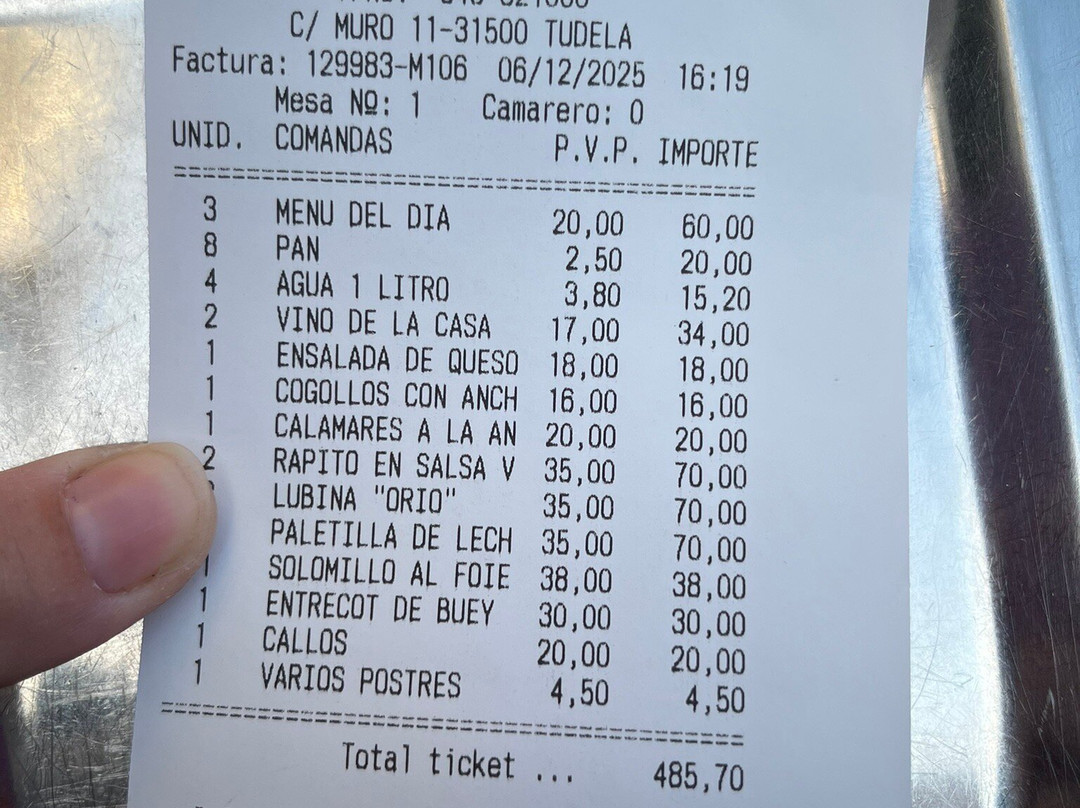 C/ MURO 11-31500 TUDELA
Factura: 129983-M106 06/12/2025 16:19
Mesa Nº: 1 Camarero: 0
UNID. COMANDAS P.V.P. IMPORTE
3 MENU DEL DIA 20,00 60,00
8 PAN 2,50 20,00
4 AGUA 1 LITRO 3,80 15,20
2 VINO DE LA CASA 17,00 34,00
1 ENSALADA DE QUESO 18,00 18,00
1 COGOLLOS CON ANCH 16,00 16,00
1 CALAMARES A LA AN 20,00 20,00
2 RAPITO EN SALSA V 35,00 70,00
LUBINA "ORIO" 35,00 70,00
PALETILLA DE LECH 35,00 70,00
1 SOLOMILLO AL FOIE 38,00 38,00
1 ENTRECOT DE BUEY 30,00 30,00
1 CALLOS 20,00 20,00
1 VARIOS POSTRES 4,50 4,50
Total ticket ... 485,70